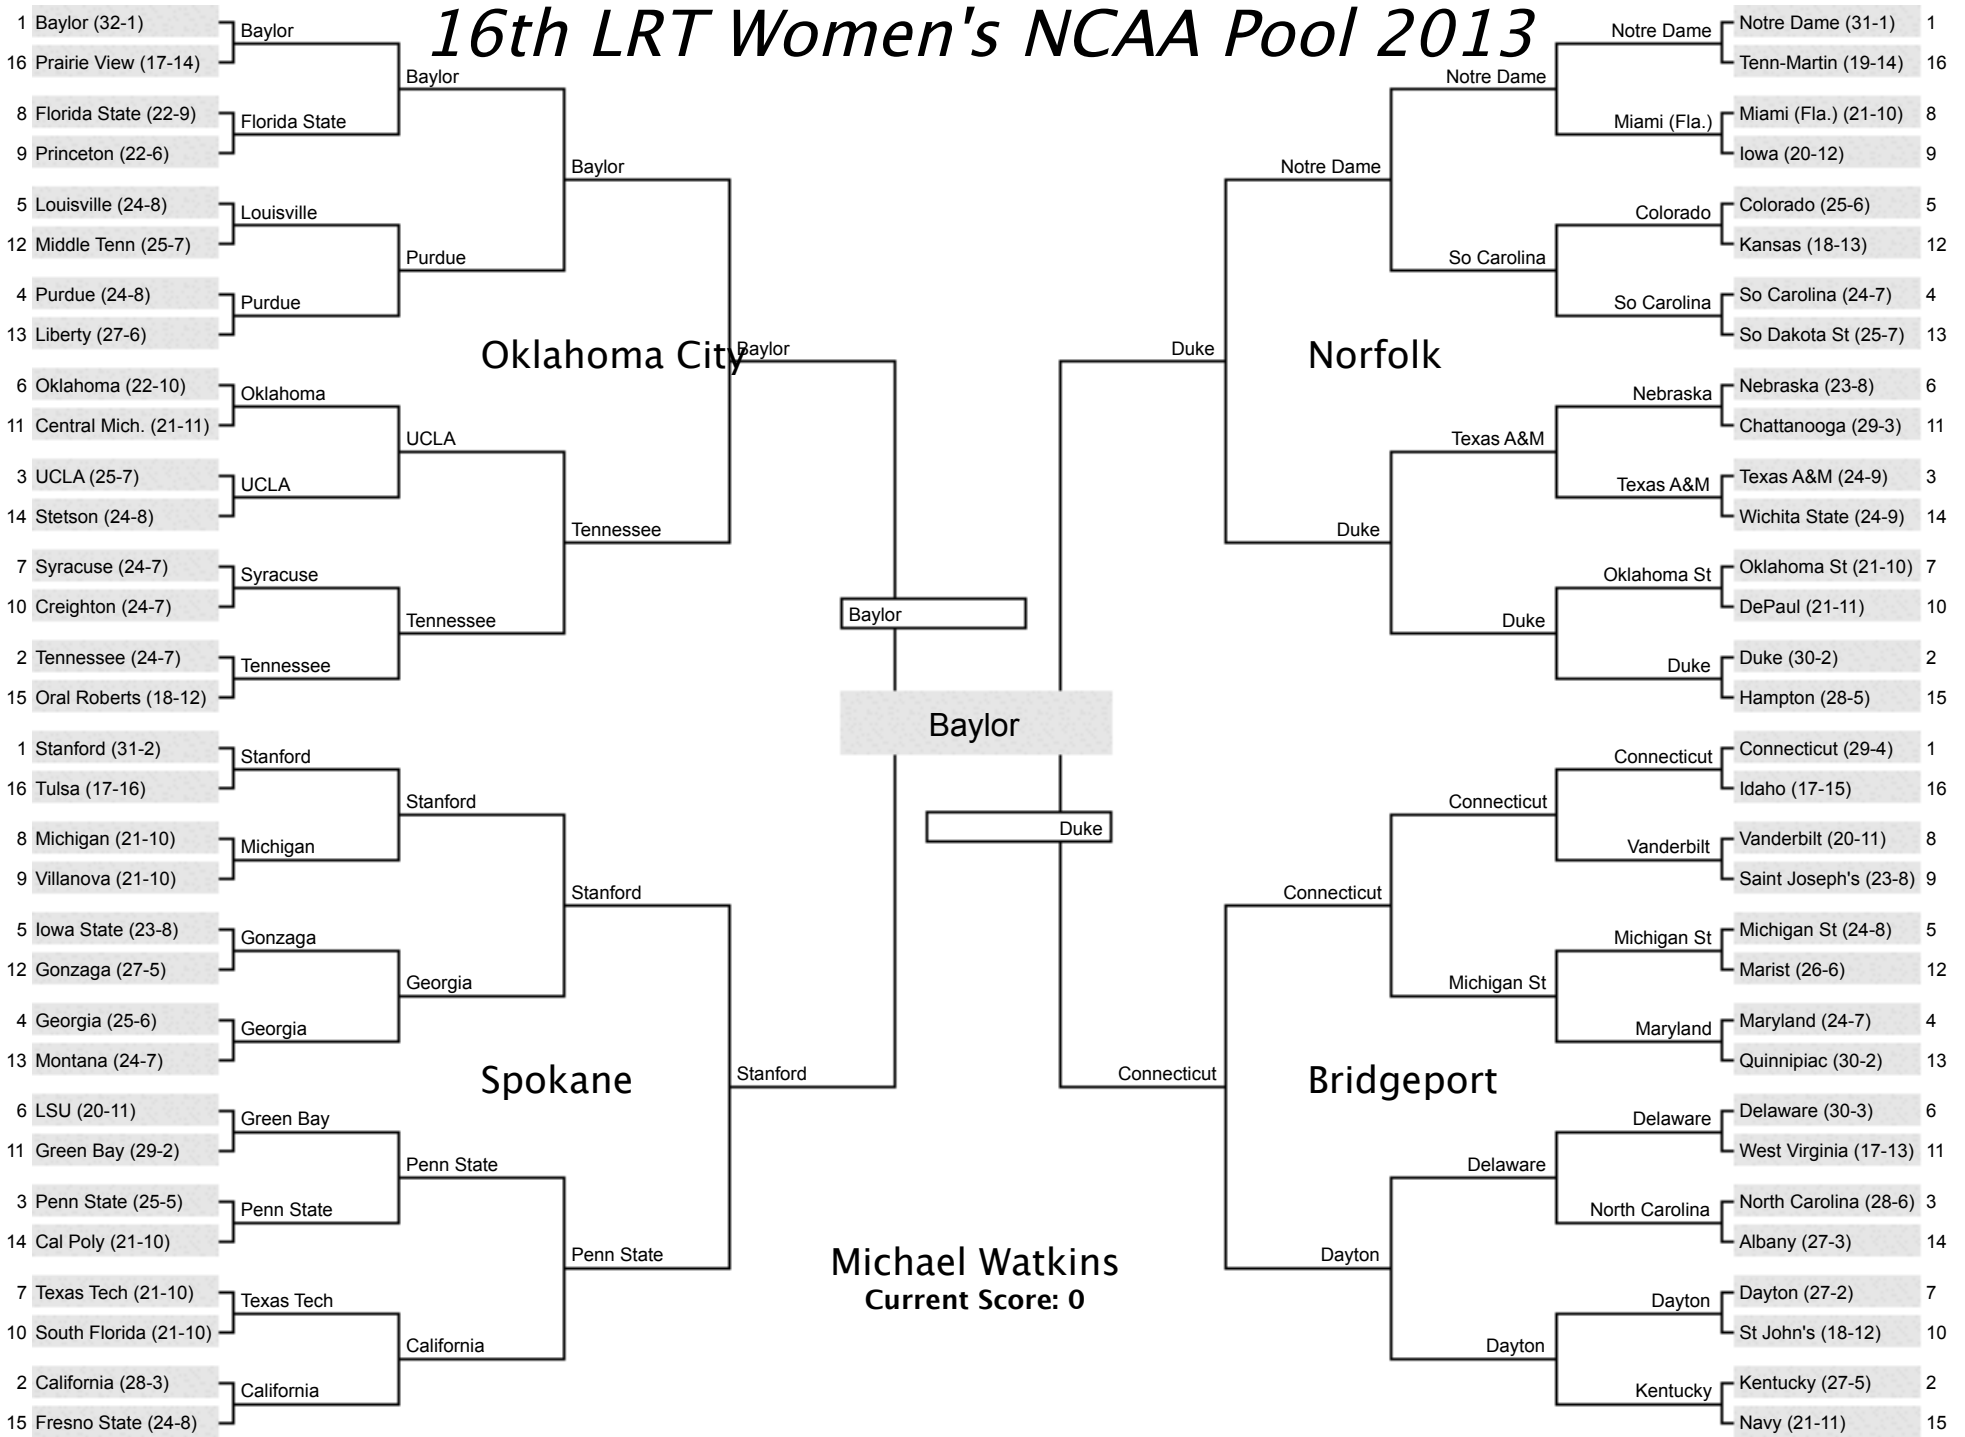 16th LRT Women's NCAA Pool 2013
1 Baylor (32-1)
16 Prairie View (17-14)
8 Florida State (22-9)
9 Princeton (22-6)
5 Louisville (24-8)
12 Middle Tenn (25-7)
4 Purdue (24-8)
13 Liberty (27-6)
6 Oklahoma (22-10)
11 Central Mich. (21-11)
3 UCLA (25-7)
14 Stetson (24-8)
7 Syracuse (24-7)
10 Creighton (24-7)
2 Tennessee (24-7)
15 Oral Roberts (18-12)
Baylor
Florida State
Louisville
Purdue
Oklahoma
UCLA
Syracuse
Tennessee
Baylor
Purdue
UCLA
Tennessee
Baylor
Tennessee
Oklahoma City
Baylor
1 Stanford (31-2)
16 Tulsa (17-16)
8 Michigan (21-10)
9 Villanova (21-10)
5 Iowa State (23-8)
12 Gonzaga (27-5)
4 Georgia (25-6)
13 Montana (24-7)
6 LSU (20-11)
11 Green Bay (29-2)
3 Penn State (25-5)
14 Cal Poly (21-10)
7 Texas Tech (21-10)
10 South Florida (21-10)
2 California (28-3)
15 Fresno State (24-8)
Stanford
Michigan
Gonzaga
Georgia
Green Bay
Penn State
Texas Tech
California
Stanford
Georgia
Penn State
California
Stanford
Penn State
Spokane
Stanford
Baylor
Baylor
Duke
Michael Watkins
Current Score: 0
Notre Dame (31-1) 1
Tenn-Martin (19-14) 16
Miami (Fla.) (21-10) 8
Iowa (20-12) 9
Colorado (25-6) 5
Kansas (18-13) 12
So Carolina (24-7) 4
So Dakota St (25-7) 13
Nebraska (23-8) 6
Chattanooga (29-3) 11
Texas A&M (24-9) 3
Wichita State (24-9) 14
Oklahoma St (21-10) 7
DePaul (21-11) 10
Duke (30-2) 2
Hampton (28-5) 15
Notre Dame
Miami (Fla.)
Colorado
So Carolina
Nebraska
Texas A&M
Oklahoma St
Duke
Notre Dame
So Carolina
Texas A&M
Duke
Notre Dame
Duke
Norfolk
Duke
Connecticut (29-4) 1
Idaho (17-15) 16
Vanderbilt (20-11) 8
Saint Joseph's (23-8) 9
Michigan St (24-8) 5
Marist (26-6) 12
Maryland (24-7) 4
Quinnipiac (30-2) 13
Delaware (30-3) 6
West Virginia (17-13) 11
North Carolina (28-6) 3
Albany (27-3) 14
Dayton (27-2) 7
St John's (18-12) 10
Kentucky (27-5) 2
Navy (21-11) 15
Connecticut
Vanderbilt
Michigan St
Maryland
Delaware
North Carolina
Dayton
Kentucky
Connecticut
Michigan St
Delaware
Dayton
Connecticut
Dayton
Bridgeport
Connecticut